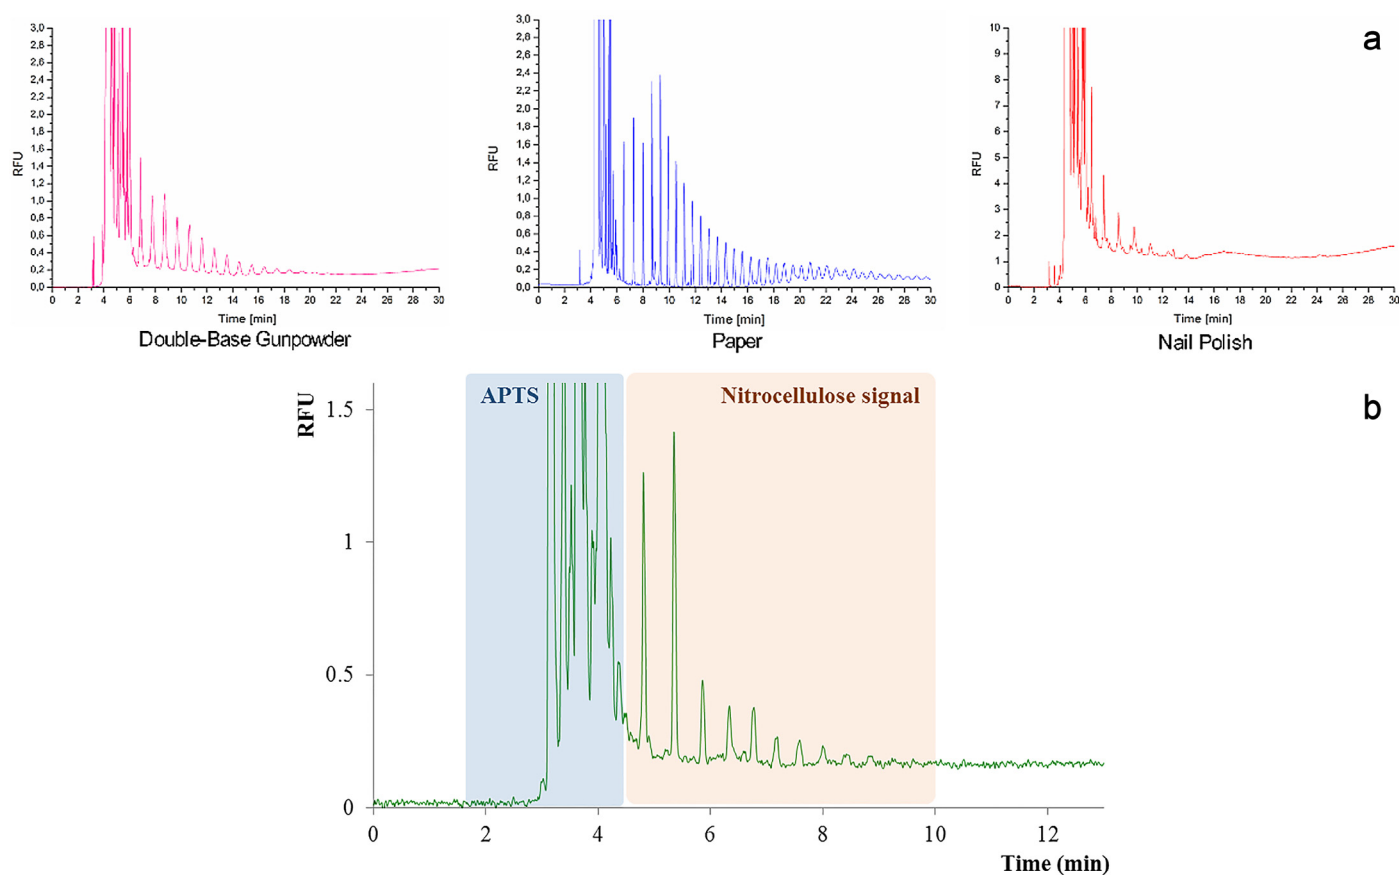 a
3,0
2,8
2,6
2,4
2,2
2,0
1,8
1,6
1,4
1,2
1,0
0,8
0,6
0,4
0,2
0,0
RFU
0 2 4 6 8 10 12 14 16 18 20 22 24 26 28 30
Time [min]
Double-Base Gunpowder
3,0
2,8
2,6
2,4
2,2
2,0
1,8
1,6
1,4
1,2
1,0
0,8
0,6
0,4
0,2
0,0
RFU
0 2 4 6 8 10 12 14 16 18 20 22 24 26 28 30
Time [min]
Paper
10
9
8
7
6
5
4
3
2
1
0
RFU
0 2 4 6 8 10 12 14 16 18 20 22 24 26 28 30
Time [min]
Nail Polish
b
APTS
Nitrocellulose signal
RFU
1.5
1
0.5
0
0 2 4 6 8 10 12
Time (min)